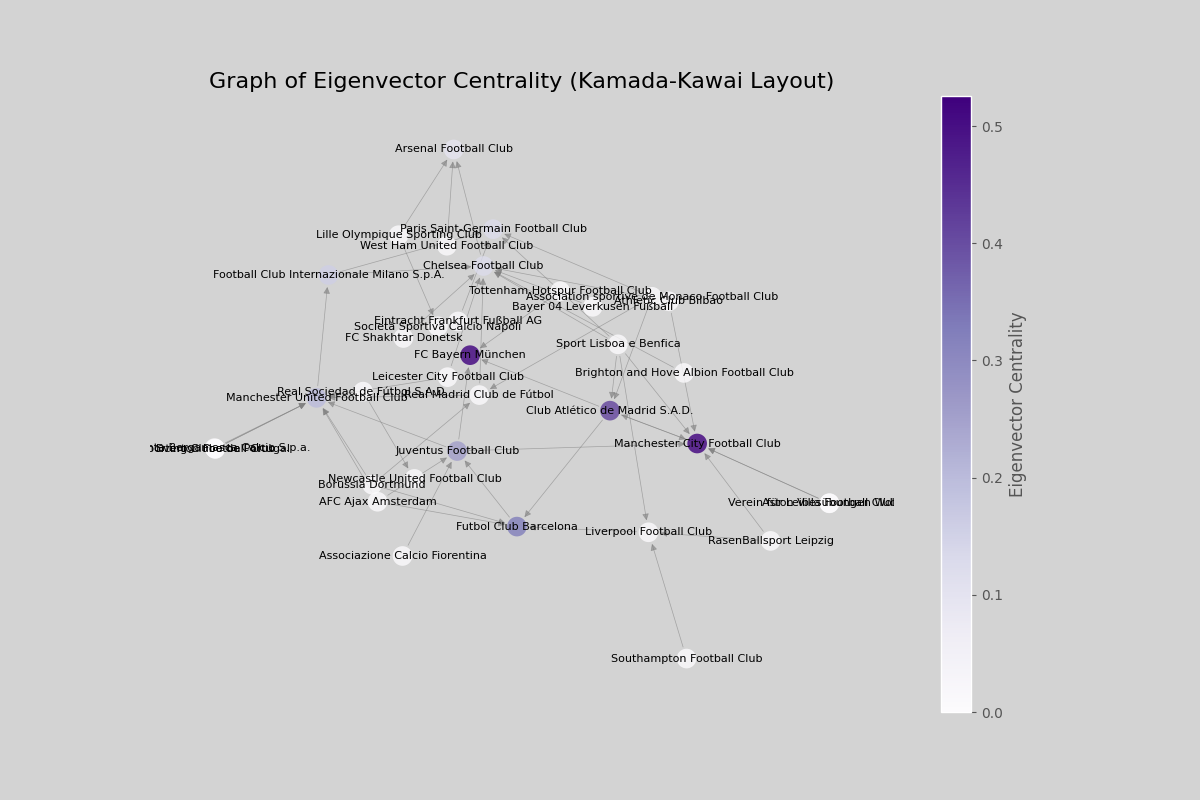 Graph of Eigenvector Centrality (Kamada-Kawai Layout)
Arsenal Football Club
Paris Saint-Germain Football Club
Lille Olympique Sporting Club
West Ham United Football Club
Chelsea Football Club
Football Club Internazionale Milano S.p.A.
Tottenham Hotspur Football Club
Association sportive de Monaco Football Club
Athletic Club Bilbao
Bayer 04 Leverkusen Fußball
Eintracht Frankfurt Fußball AG
Società Sportiva Calcio Napoli
FC Shakhtar Donetsk
Sport Lisboa e Benfica
FC Bayern München
Brighton and Hove Albion Football Club
Leicester City Football Club
Real Sociedad de Fútbol S.A.D.
Real Madrid Club de Fútbol
Manchester United Football Club
Club Atlético de Madrid S.A.D.
Manchester City Football Club
Juventus Football Club
Newcastle United Football Club
Borussia Dortmund
AFC Ajax Amsterdam
Futbol Club Barcelona
Liverpool Football Club
RasenBallsport Leipzig
Associazione Calcio Fiorentina
Southampton Football Club
0.5
0.4
0.3
0.2
0.1
0.0
Eigenvector Centrality